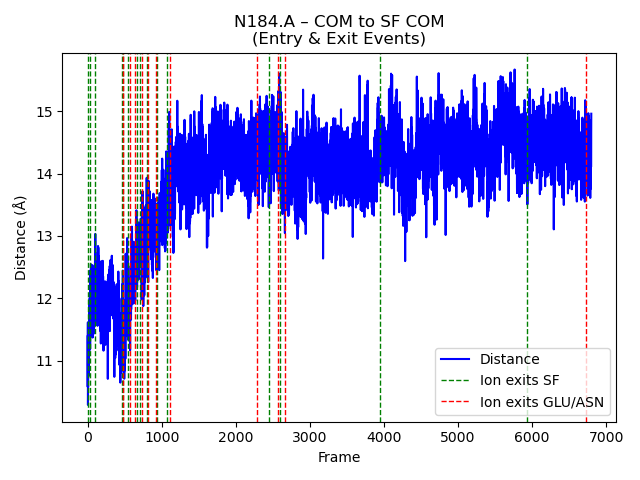 N184.A – COM to SF COM
(Entry & Exit Events)
Distance (Å)
15
14
13
12
11
0
1000
2000
3000
4000
5000
6000
7000
Frame
Distance
Ion exits SF
Ion exits GLU/ASN